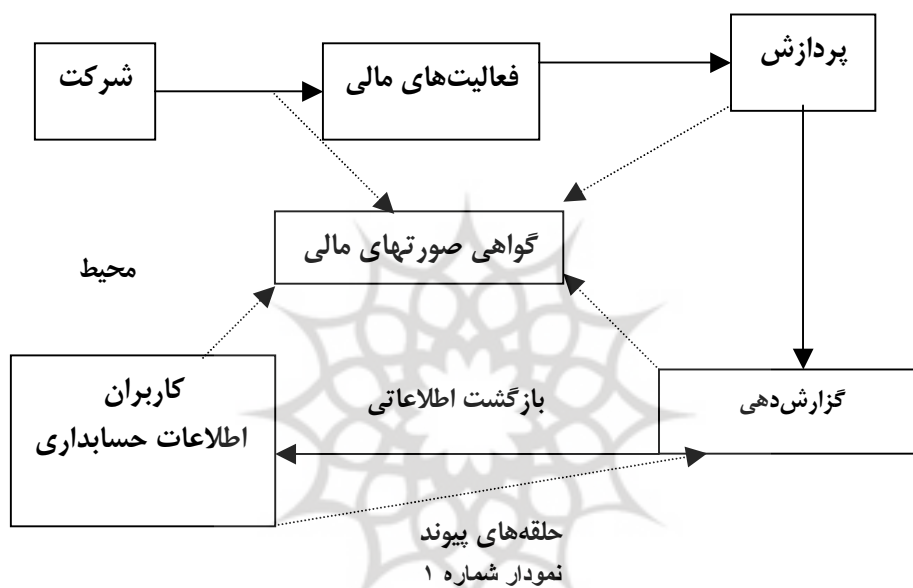 شرکت
فعالیت‌های مالی
پردازش
گواهی صورتهای مالی
محیط
کاربران
اطلاعات حسابداری
بازگشت اطلاعاتی
گزارش‌دهی
حلقه‌های پیوند
نمودار شماره ۱